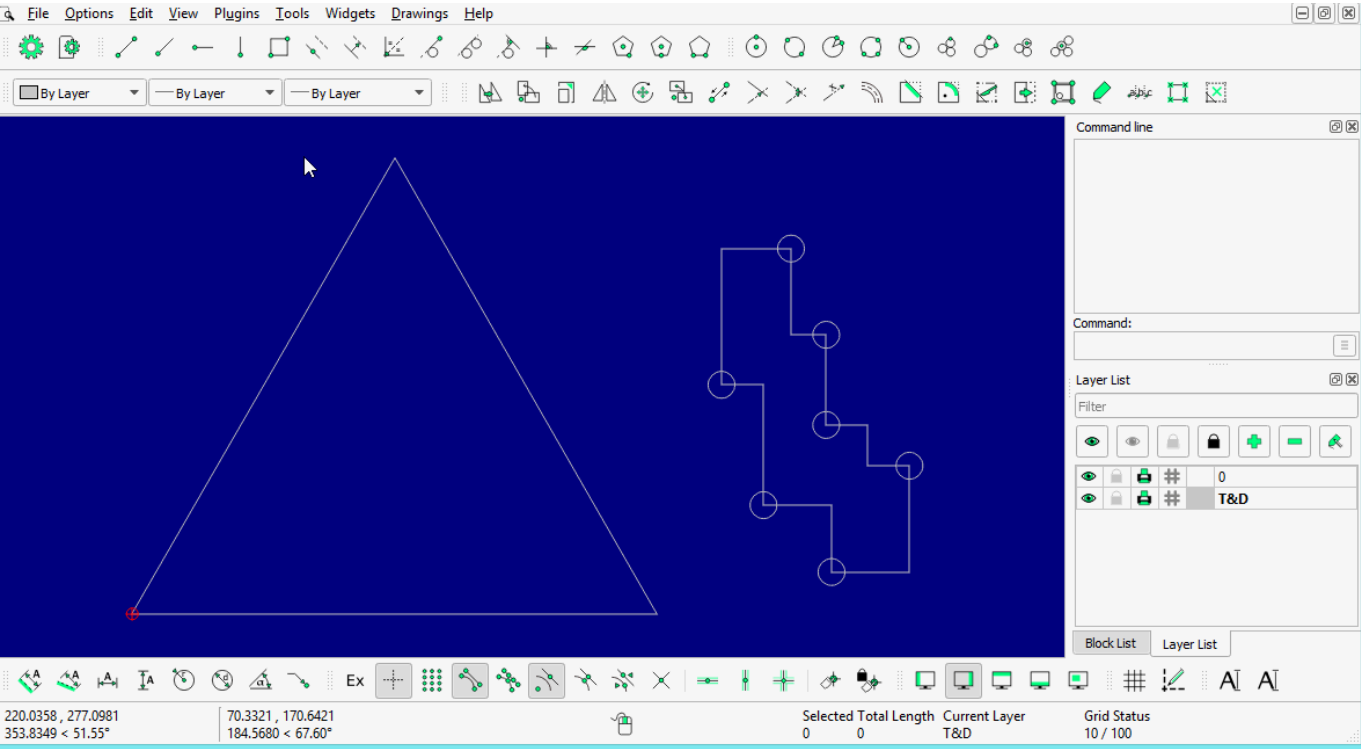 File Options Edit View Plugins Tools Widgets Drawings Help
By Layer By Layer By Layer
Command line
Command:
Layer List
Filter
0
T&D
Block List Layer List
Ex
220.0358 , 277.0981 70.3321 , 170.6421 Selected Total Length Current Layer Grid Status
353.8349 < 51.55° 184.5680 < 67.60° 0 0 T&D 10 / 100